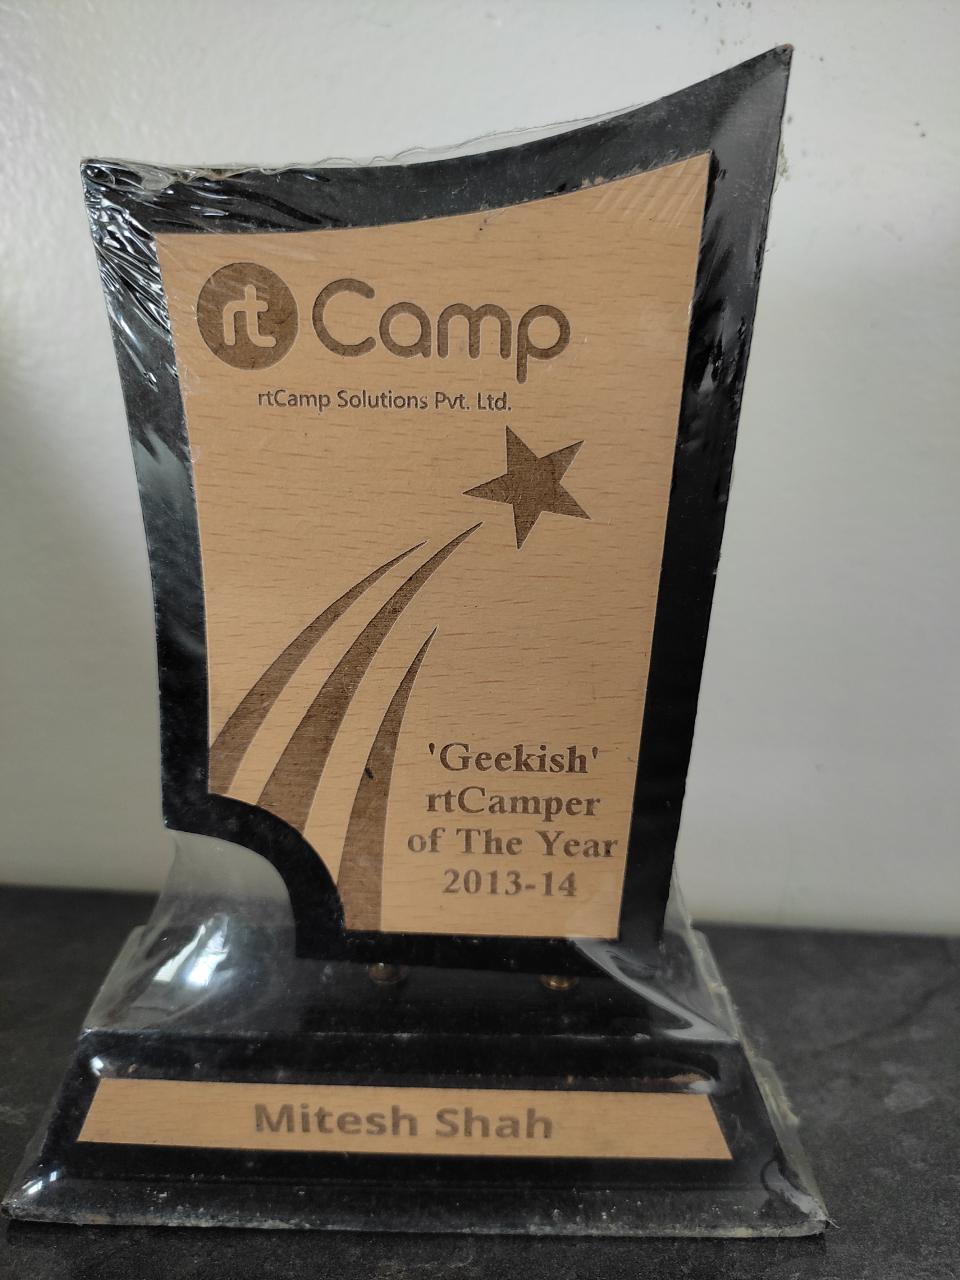 rt Camp
rtCamp Solutions Pvt. Ltd.
'Geekish'
rtCamper
of The Year
2013-14
Mitesh Shah